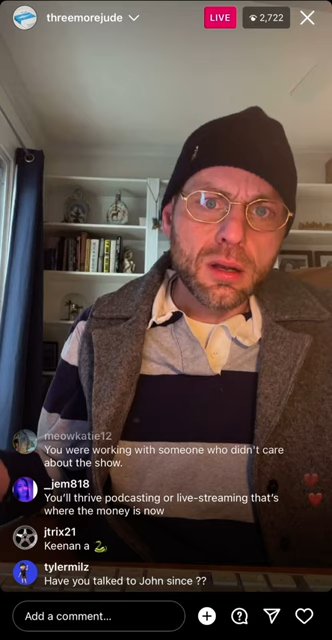 threemorejude
LIVE
2,722
meowkatie12
You were working with someone who didn't care
about the show.
_jem818
You'll thrive podcasting or live-streaming that's
where the money is now
jtrix21
Keenan a 🐍
tylermilz
Have you talked to John since ??
Add a comment...